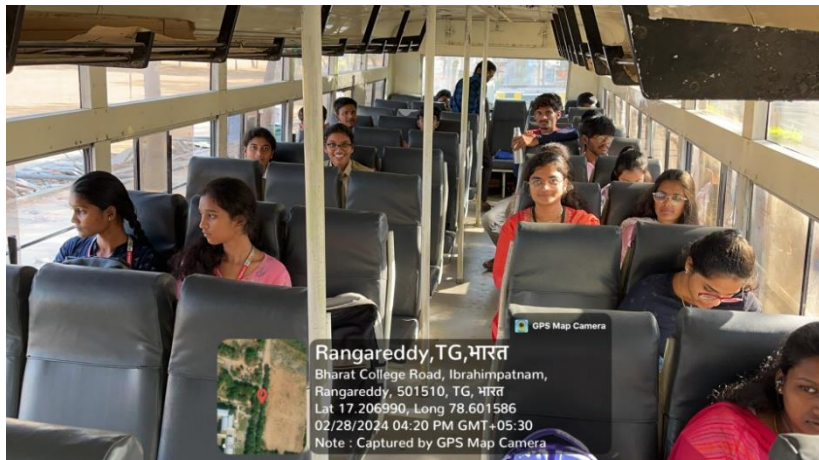 GPS Map Camera
Rangareddy,TG,भारत
Bharat College Road, Ibrahimpatnam,
Rangareddy, 501510, TG, भारत
Lat 17.206990, Long 78.601586
02/28/2024 04:20 PM GMT+05:30
Note : Captured by GPS Map Camera